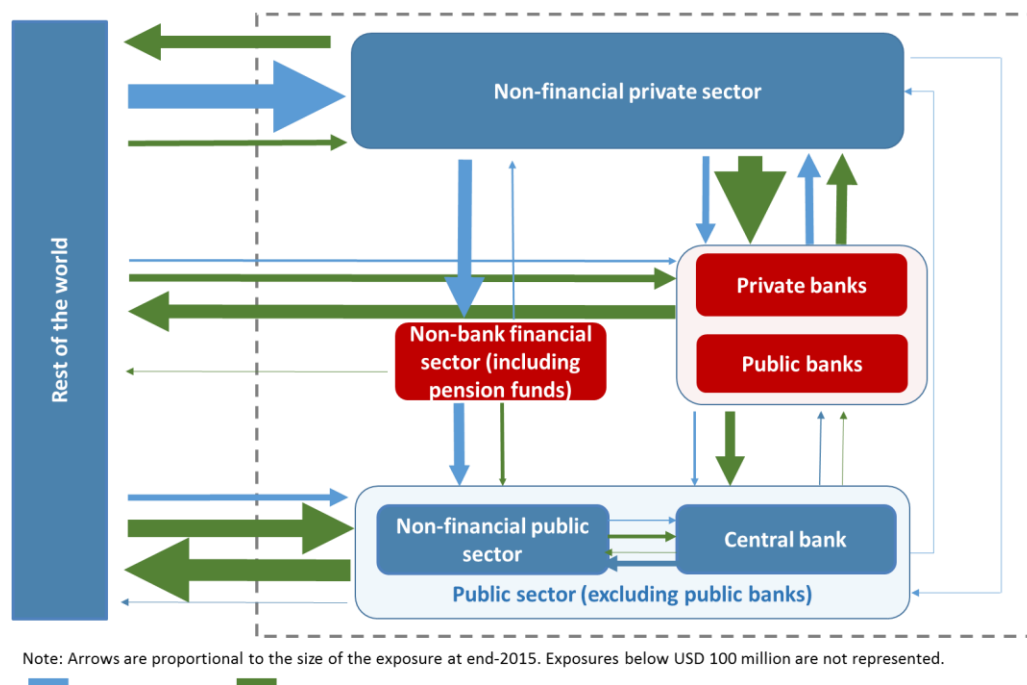 Rest of the world
Non-financial private sector
Private banks
Public banks
Non-bank financial
sector (including
pension funds)
Non-financial public
sector
Central bank
Public sector (excluding public banks)
Note: Arrows are proportional to the size of the exposure at end-2015. Exposures below USD 100 million are not represented.